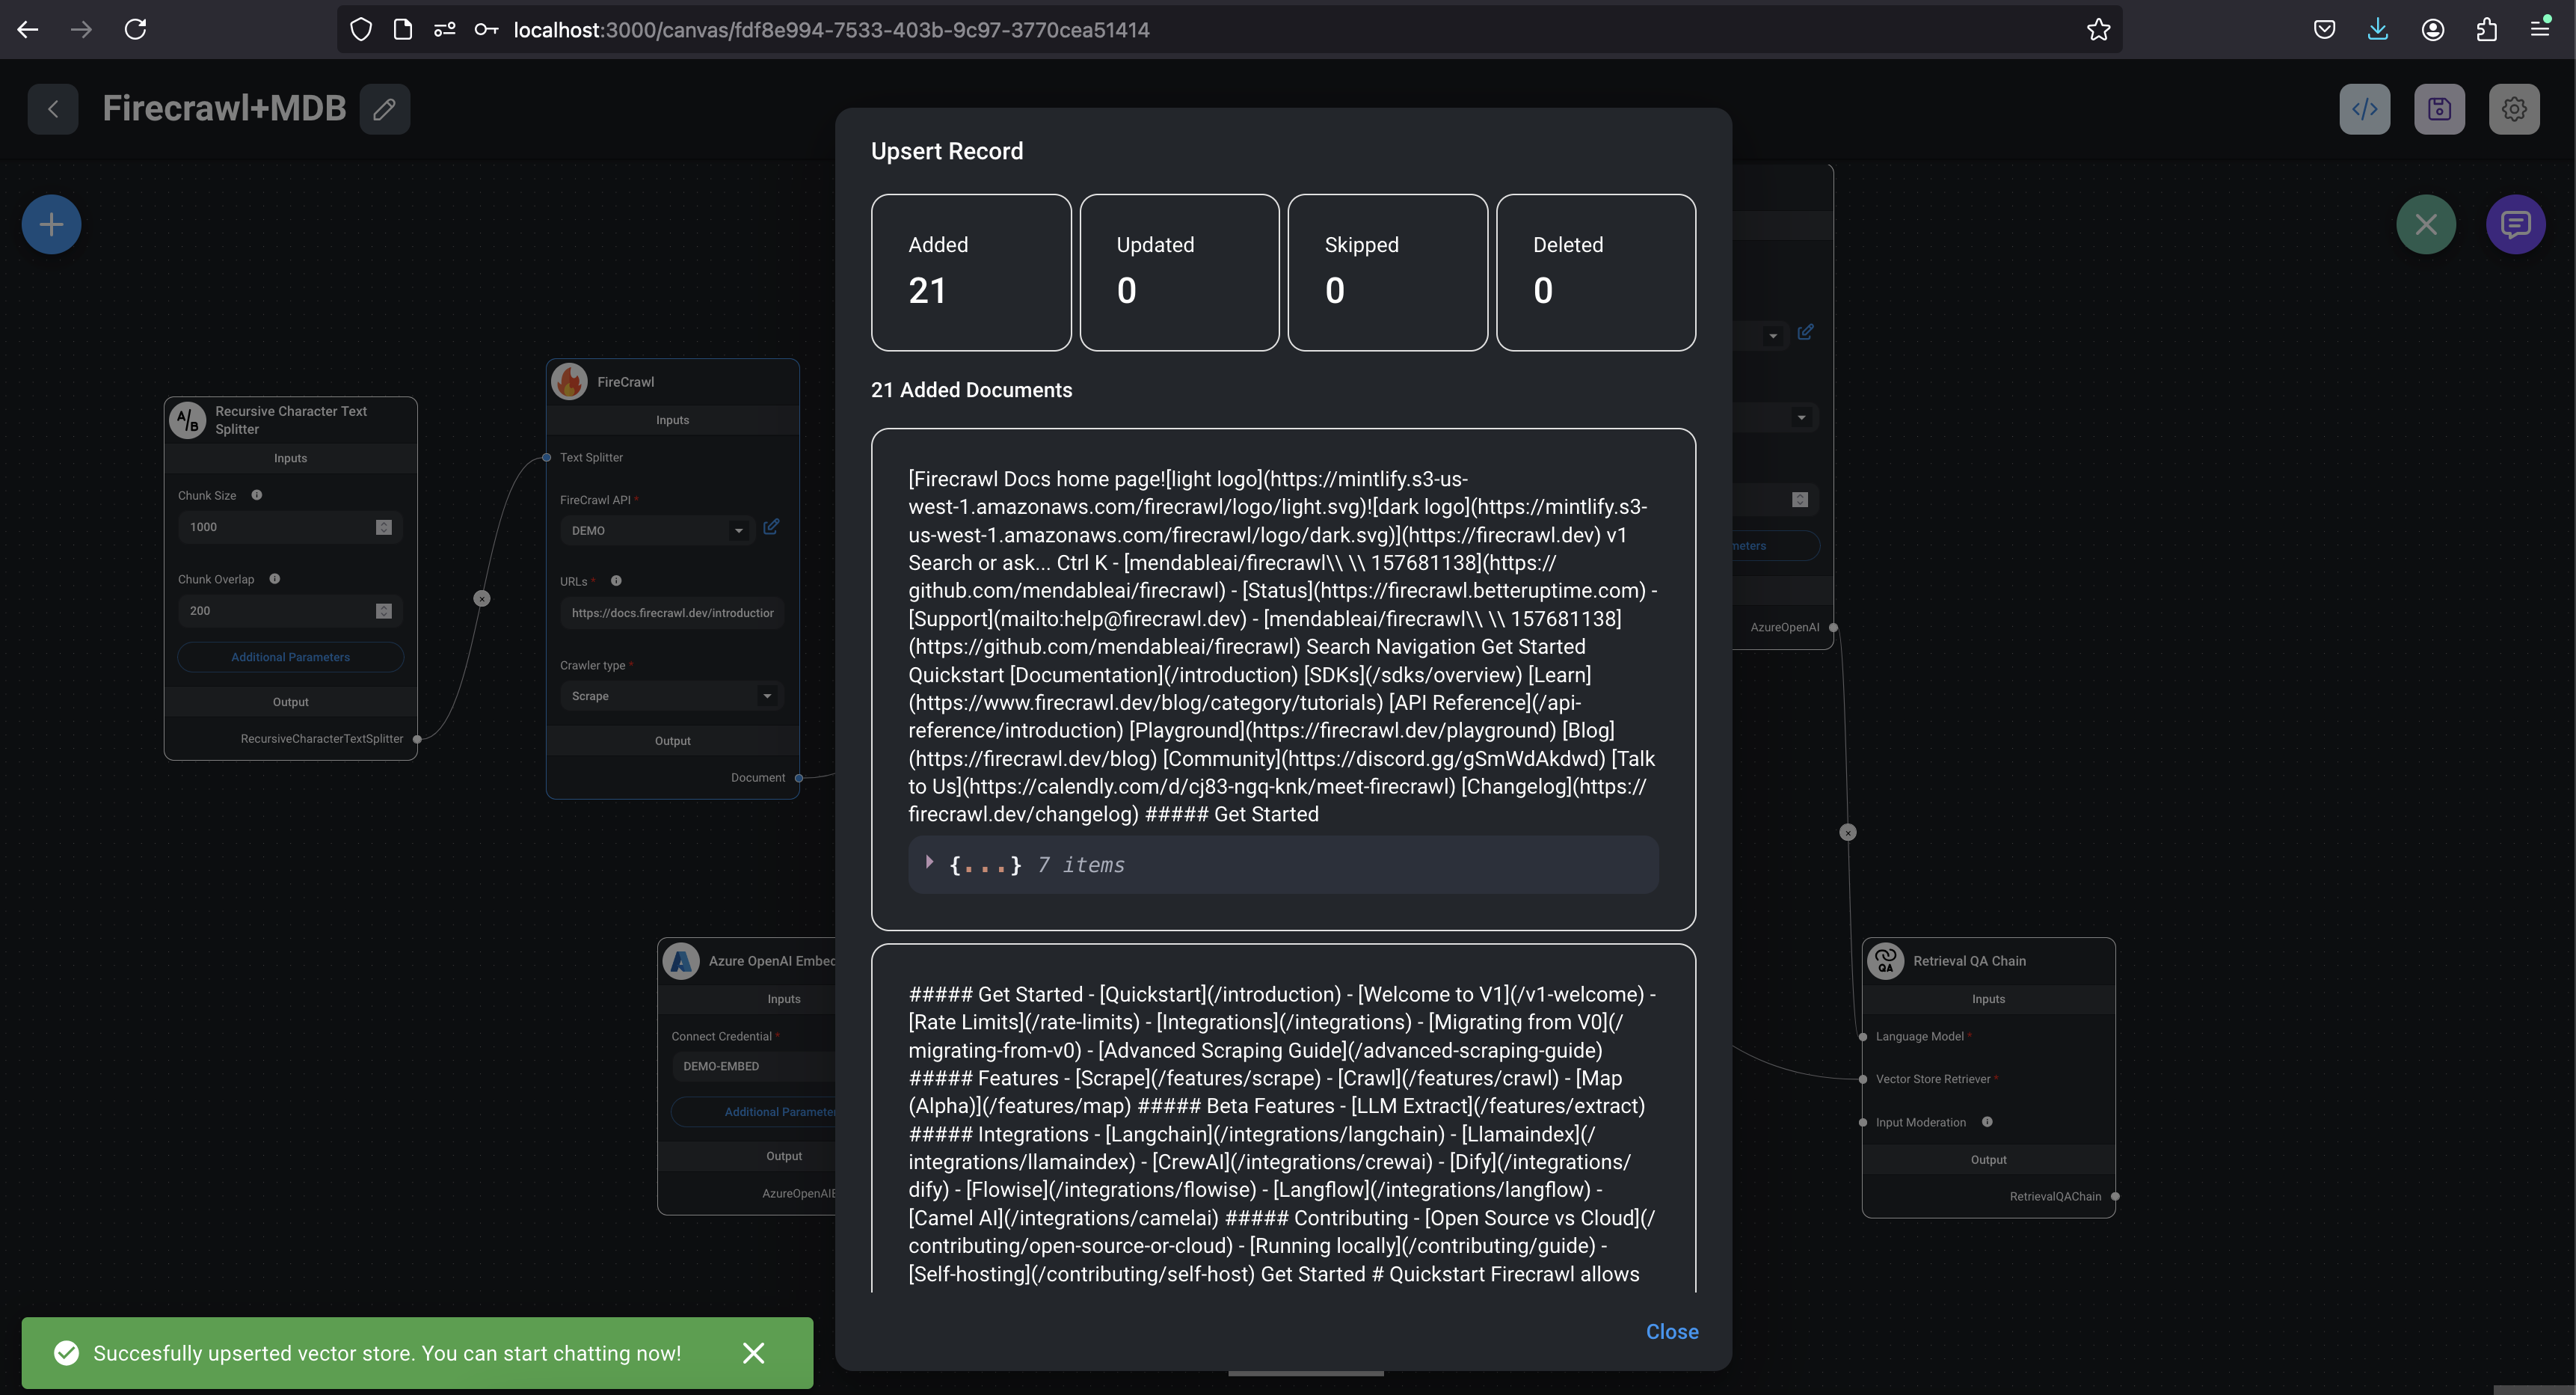 localhost:3000/canvas/fdf8e994-7533-403b-9c97-3770cea51414
Firecrawl+MDB
Recursive Character Text
Splitter
Inputs
Chunk Size
1000
Chunk Overlap
200
Additional Parameters
Output
RecursiveCharacterTextSplitter
FireCrawl
Inputs
Text Splitter
FireCrawl API *
DEMO
URLs *
https://docs.firecrawl.dev/introduction
Crawler type *
Scrape
Output
Document
Azure OpenAI Embed
Inputs
Connect Credential *
DEMO-EMBED
Additional Parameter
Output
AzureOpenAIE
Upsert Record
Added
21
Updated
0
Skipped
0
Deleted
0
21 Added Documents
[Firecrawl Docs home page![light logo](https://mintlify.s3-us-
west-1.amazonaws.com/firecrawl/logo/light.svg)![dark logo](https://mintlify.s3-
us-west-1.amazonaws.com/firecrawl/logo/dark.svg)](https://firecrawl.dev) v1
Search or ask... Ctrl K - [mendableai/firecrawl\\ \\ 157681138](https://
github.com/mendableai/firecrawl) - [Status](https://firecrawl.betteruptime.com) -
[Support](mailto:help@firecrawl.dev) - [mendableai/firecrawl\\ \\ 157681138]
(https://github.com/mendableai/firecrawl) Search Navigation Get Started
Quickstart [Documentation](/introduction) [SDKs](/sdks/overview) [Learn]
(https://www.firecrawl.dev/blog/category/tutorials) [API Reference](/api-
reference/introduction) [Playground](https://firecrawl.dev/playground) [Blog]
(https://firecrawl.dev/blog) [Community](https://discord.gg/gSmWdAkdwd) [Talk
to Us](https://calendly.com/d/cj83-ngq-knk/meet-firecrawl) [Changelog](https://
firecrawl.dev/changelog) ##### Get Started
{...} 7 items
##### Get Started - [Quickstart](/introduction) - [Welcome to V1](/v1-welcome) -
[Rate Limits](/rate-limits) - [Integrations](/integrations) - [Migrating from V0](/
migrating-from-v0) - [Advanced Scraping Guide](/advanced-scraping-guide)
##### Features - [Scrape](/features/scrape) - [Crawl](/features/crawl) - [Map
(Alpha)](/features/map) ##### Beta Features - [LLM Extract](/features/extract)
##### Integrations - [Langchain](/integrations/langchain) - [Llamaindex](/
integrations/llamaindex) - [CrewAI](/integrations/crewai) - [Dify](/integrations/
dify) - [Flowise](/integrations/flowise) - [Langflow](/integrations/langflow) -
[Camel AI](/integrations/camelai) ##### Contributing - [Open Source vs Cloud](/
contributing/open-source-or-cloud) - [Running locally](/contributing/guide) -
[Self-hosting](/contributing/self-host) Get Started # Quickstart Firecrawl allows
Close
meters
AzureOpenAI
QA
Retrieval QA Chain
Inputs
Language Model *
Vector Store Retriever *
Input Moderation
Output
RetrievalQAChain
Succesfully upserted vector store. You can start chatting now!